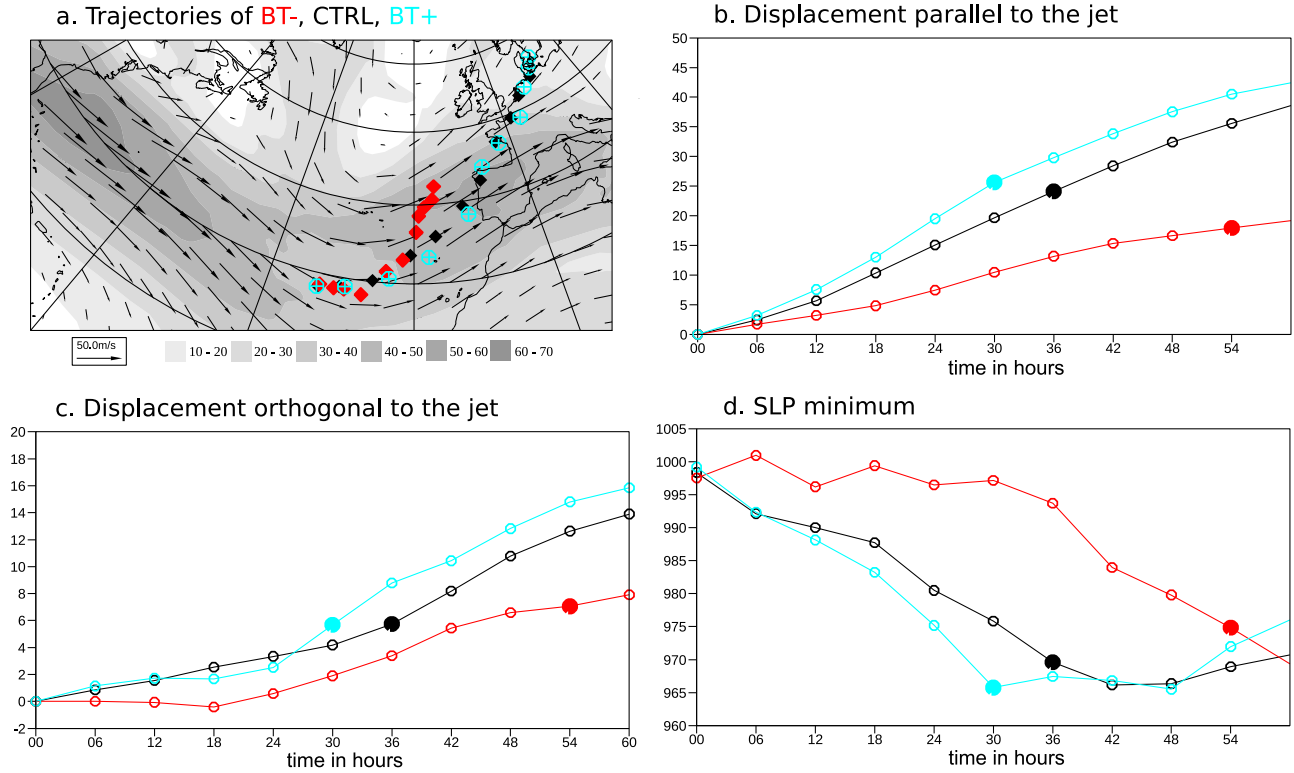 a. Trajectories of BT-, CTRL, BT+
50.0m/s
10 - 20 20 - 30 30 - 40 40 - 50 50 - 60 60 - 70
b. Displacement parallel to the jet
50
45
40
35
30
25
20
15
10
5
0
00 06 12 18 24 30 36 42 48 54
time in hours
c. Displacement orthogonal to the jet
20
18
16
14
12
10
8
6
4
2
0
-2
00 06 12 18 24 30 36 42 48 54 60
time in hours
d. SLP minimum
1005
1000
995
990
985
980
975
970
965
960
00 06 12 18 24 30 36 42 48 54
time in hours